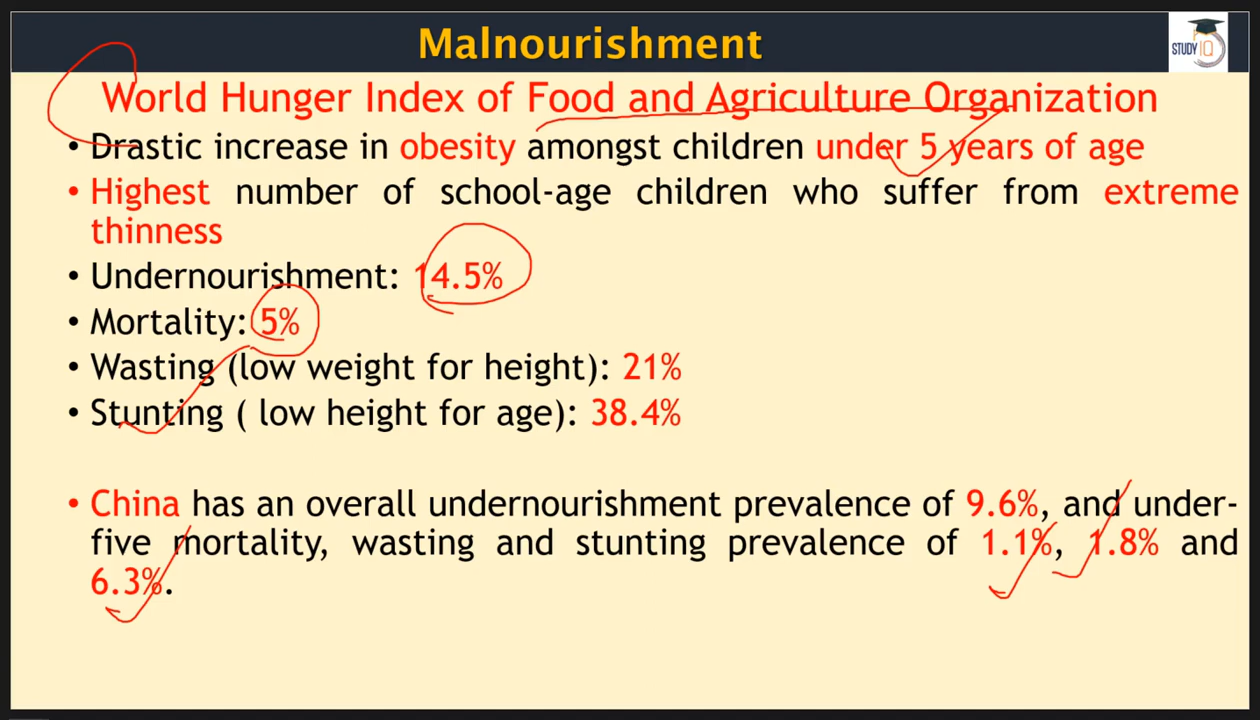 Malnourishment
STUDY IQ
World Hunger Index of Food and Agriculture Organization
• Drastic increase in obesity amongst children under 5 years of age
• Highest number of school-age children who suffer from extreme
thinness
• Undernourishment: 14.5%
• Mortality: 5%
• Wasting (low weight for height): 21%
• Stunting ( low height for age): 38.4%
• China has an overall undernourishment prevalence of 9.6%, and under-
five mortality, wasting and stunting prevalence of 1.1%, 1.8% and
6.3%.